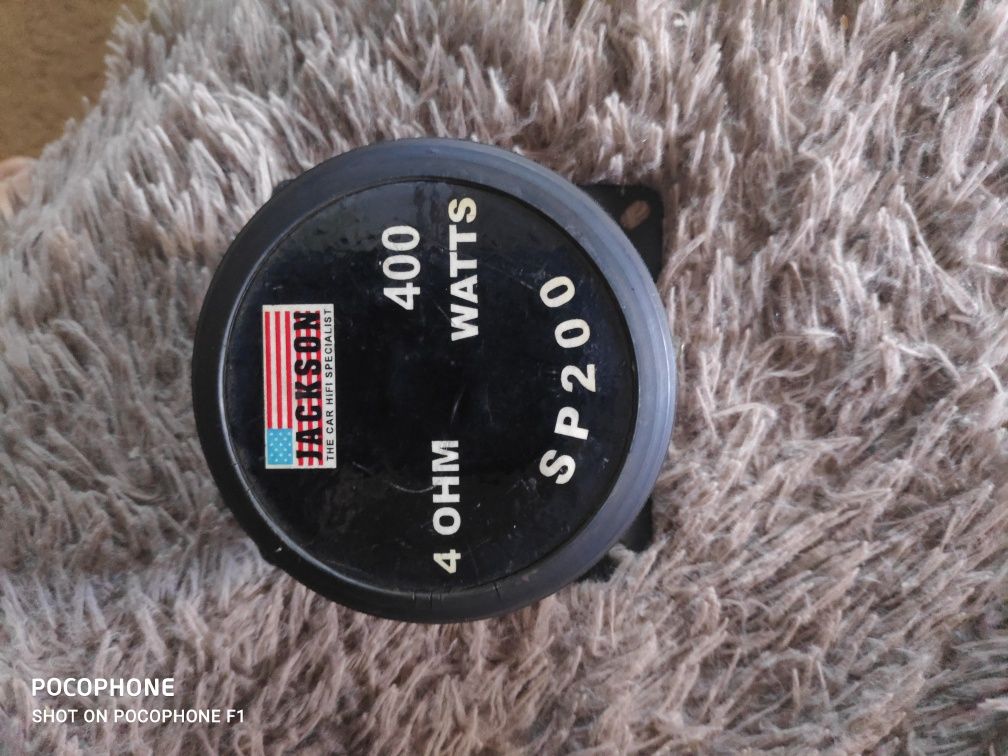 JACKSON
THE CAR HIFI SPECIALIST
4 OHM
400
WATTS
SP200
POCOPHONE
SHOT ON POCOPHONE F1